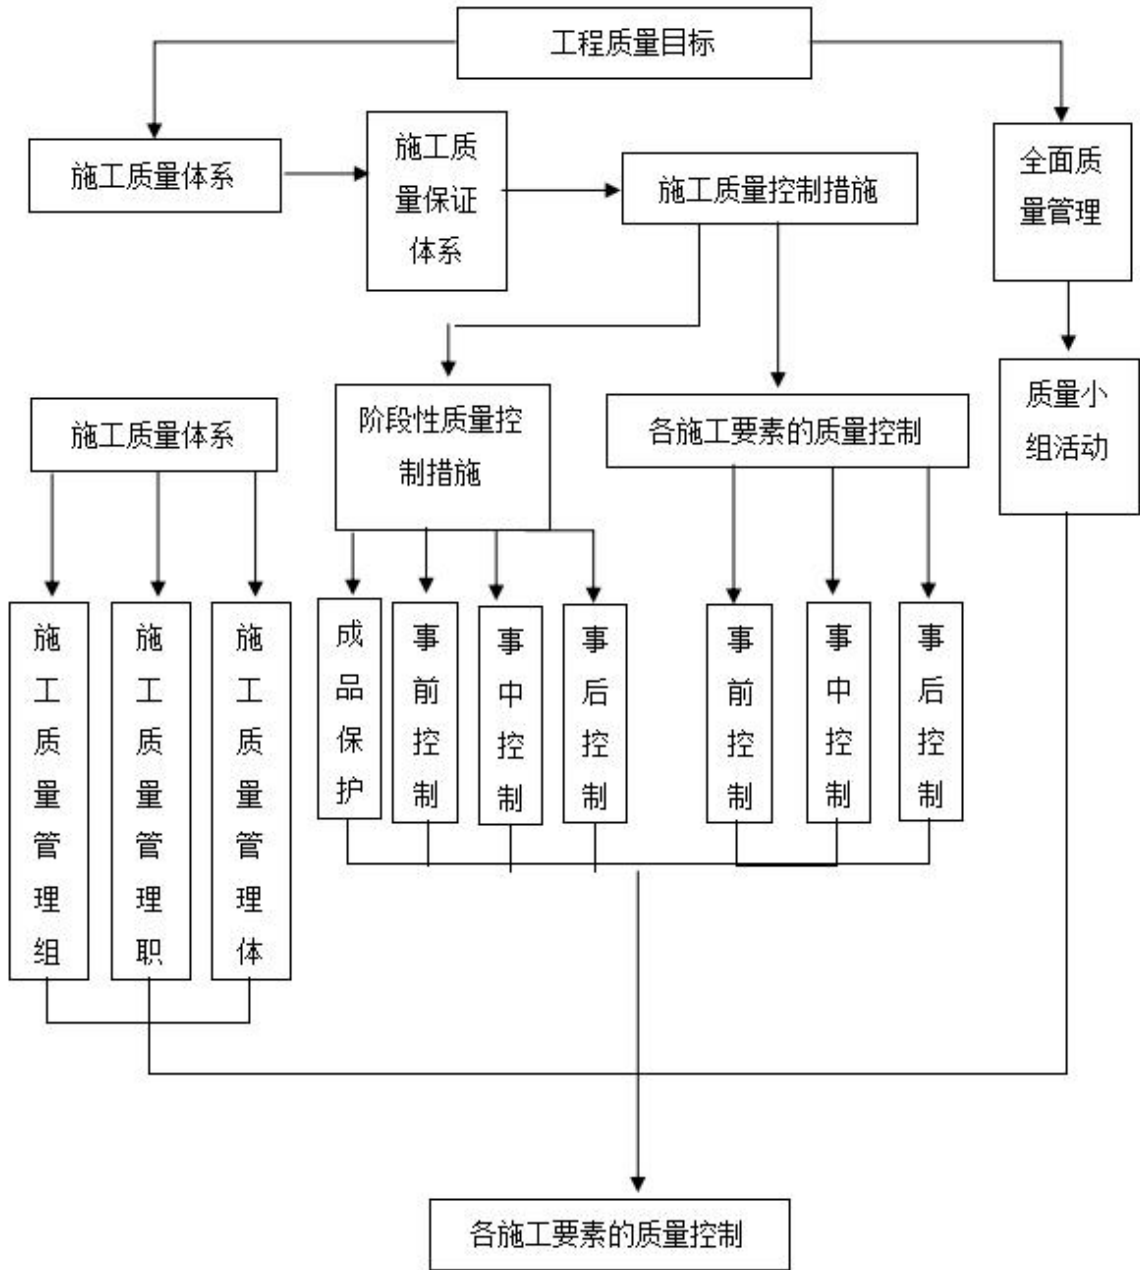 工程质量目标
施工质量体系
施工质
量保证
体系
施工质量控制措施
全面质
量管理
施工质量体系
阶段性质量控
制措施
各施工要素的质量控制
质量小
组活动
施工质量管理组
施工质量管理职
施工质量管理体
成品保护
事前控制
事中控制
事后控制
事前控制
事中控制
事后控制
各施工要素的质量控制